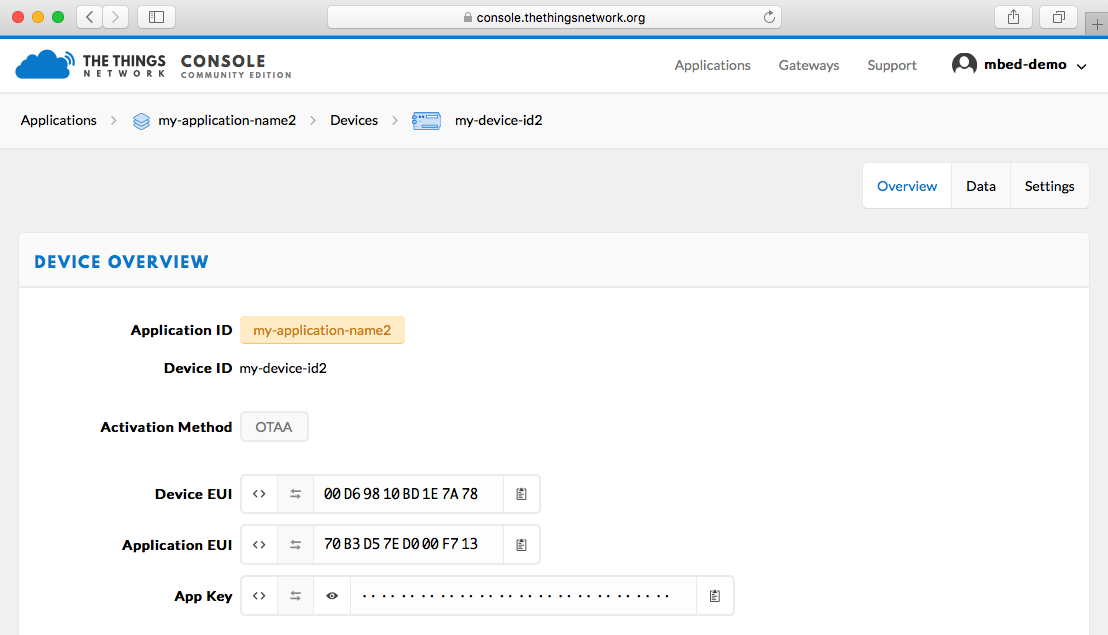 console.thethingsnetwork.org
THE THINGS NETWORK CONSOLE COMMUNITY EDITION
Applications Gateways Support mbed-demo
Applications > my-application-name2 > Devices > my-device-id2
Overview Data Settings
DEVICE OVERVIEW
Application ID my-application-name2
Device ID my-device-id2
Activation Method OTAA
Device EUI <> 00 D6 98 10 BD 1E 7A 78
Application EUI <> 70 B3 D5 7E D0 00 F7 13
App Key <> ································